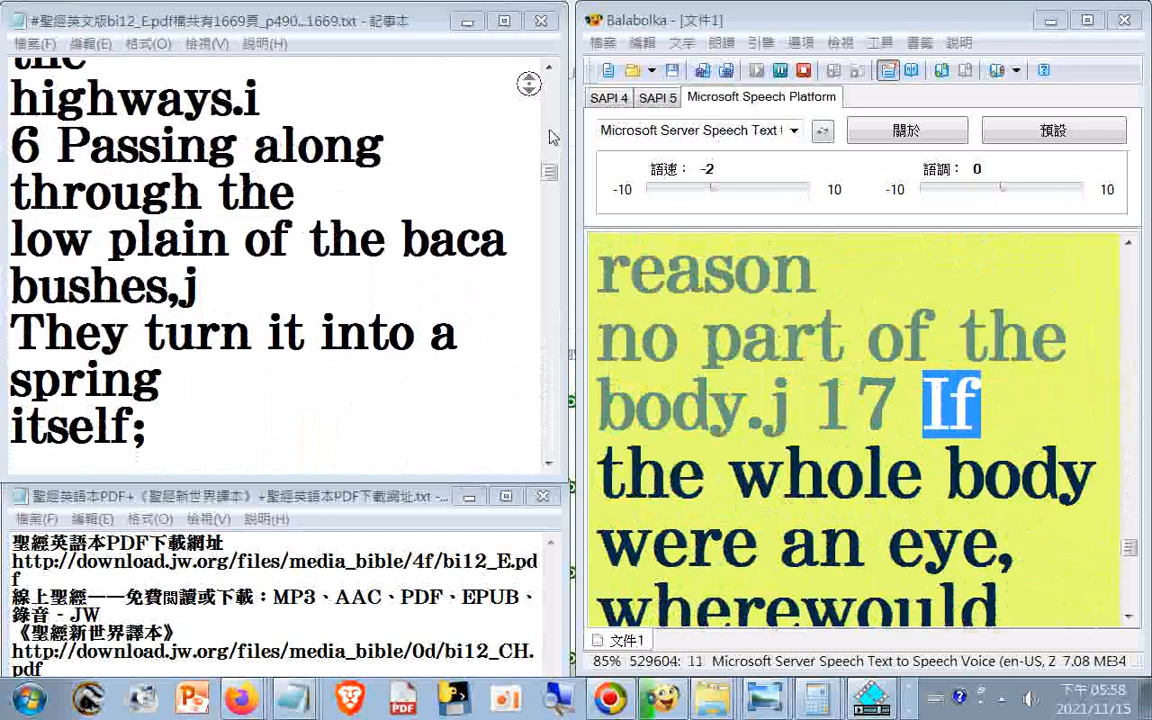 #聖經英文版bi12_E.pdf檔共有1669頁_p490...1669.txt - 記事本
檔案(F) 編輯(E) 格式(O) 檢視(V) 說明(H)
the
highways.i
6 Passing along
through the
low plain of the baca
bushes,j
They turn it into a
spring
itself;
聖經英語本PDF+《聖經新世界譯本》+聖經英語本PDF下載網址.txt -...
檔案(F) 編輯(E) 格式(O) 檢視(V) 說明(H)
聖經英語本PDF下載網址
http://download.jw.org/files/media_bible/4f/bi12_E.pd
f
線上聖經——免費閱讀或下載：MP3、AAC、PDF、EPUB、
錄音 - JW
《聖經新世界譯本》
http://download.jw.org/files/media_bible/0d/bi12_CH.
pdf
Balabolka - [文件1]
檔案 編輯 文字 朗讀 引擎 選項 檢視 工具 書籤 說明
SAPI 4 SAPI 5 Microsoft Speech Platform
Microsoft Server Speech Text 關於 預設
語速： -2 語調： 0
-10 10 -10 10
reason
no part of the
body.j 17 If
the whole body
were an eye,
wherewould
文件1
85% 529604: 11 Microsoft Server Speech Text to Speech Voice (en-US, Z 7.08 ME34
PDF
下午 05:58
2021/11/15